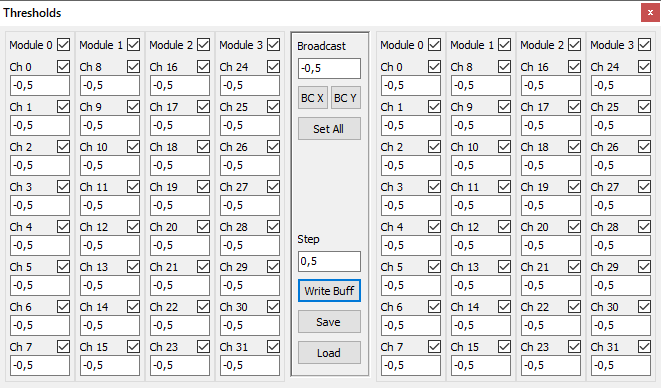 Thresholds x
Module 0 Module 1 Module 2 Module 3 Broadcast Module 0 Module 1 Module 2 Module 3
Ch 0 Ch 8 Ch 16 Ch 24 -0,5 Ch 0 Ch 8 Ch 16 Ch 24
-0,5 -0,5 -0,5 -0,5 BC X BC Y -0,5 -0,5 -0,5 -0,5
Ch 1 Ch 9 Ch 17 Ch 25 Ch 1 Ch 9 Ch 17 Ch 25
-0,5 -0,5 -0,5 -0,5 Set All -0,5 -0,5 -0,5 -0,5
Ch 2 Ch 10 Ch 18 Ch 26 Ch 2 Ch 10 Ch 18 Ch 26
-0,5 -0,5 -0,5 -0,5 -0,5 -0,5 -0,5 -0,5
Ch 3 Ch 11 Ch 19 Ch 27 Ch 3 Ch 11 Ch 19 Ch 27
-0,5 -0,5 -0,5 -0,5 -0,5 -0,5 -0,5 -0,5
Ch 4 Ch 12 Ch 20 Ch 28 Ch 4 Ch 12 Ch 20 Ch 28
-0,5 -0,5 -0,5 -0,5 Step -0,5 -0,5 -0,5 -0,5
Ch 5 Ch 13 Ch 21 Ch 29 0,5 Ch 5 Ch 13 Ch 21 Ch 29
-0,5 -0,5 -0,5 -0,5 Write Buff -0,5 -0,5 -0,5 -0,5
Ch 6 Ch 14 Ch 22 Ch 30 Ch 6 Ch 14 Ch 22 Ch 30
-0,5 -0,5 -0,5 -0,5 Save -0,5 -0,5 -0,5 -0,5
Ch 7 Ch 15 Ch 23 Ch 31 Load Ch 7 Ch 15 Ch 23 Ch 31
-0,5 -0,5 -0,5 -0,5 -0,5 -0,5 -0,5 -0,5